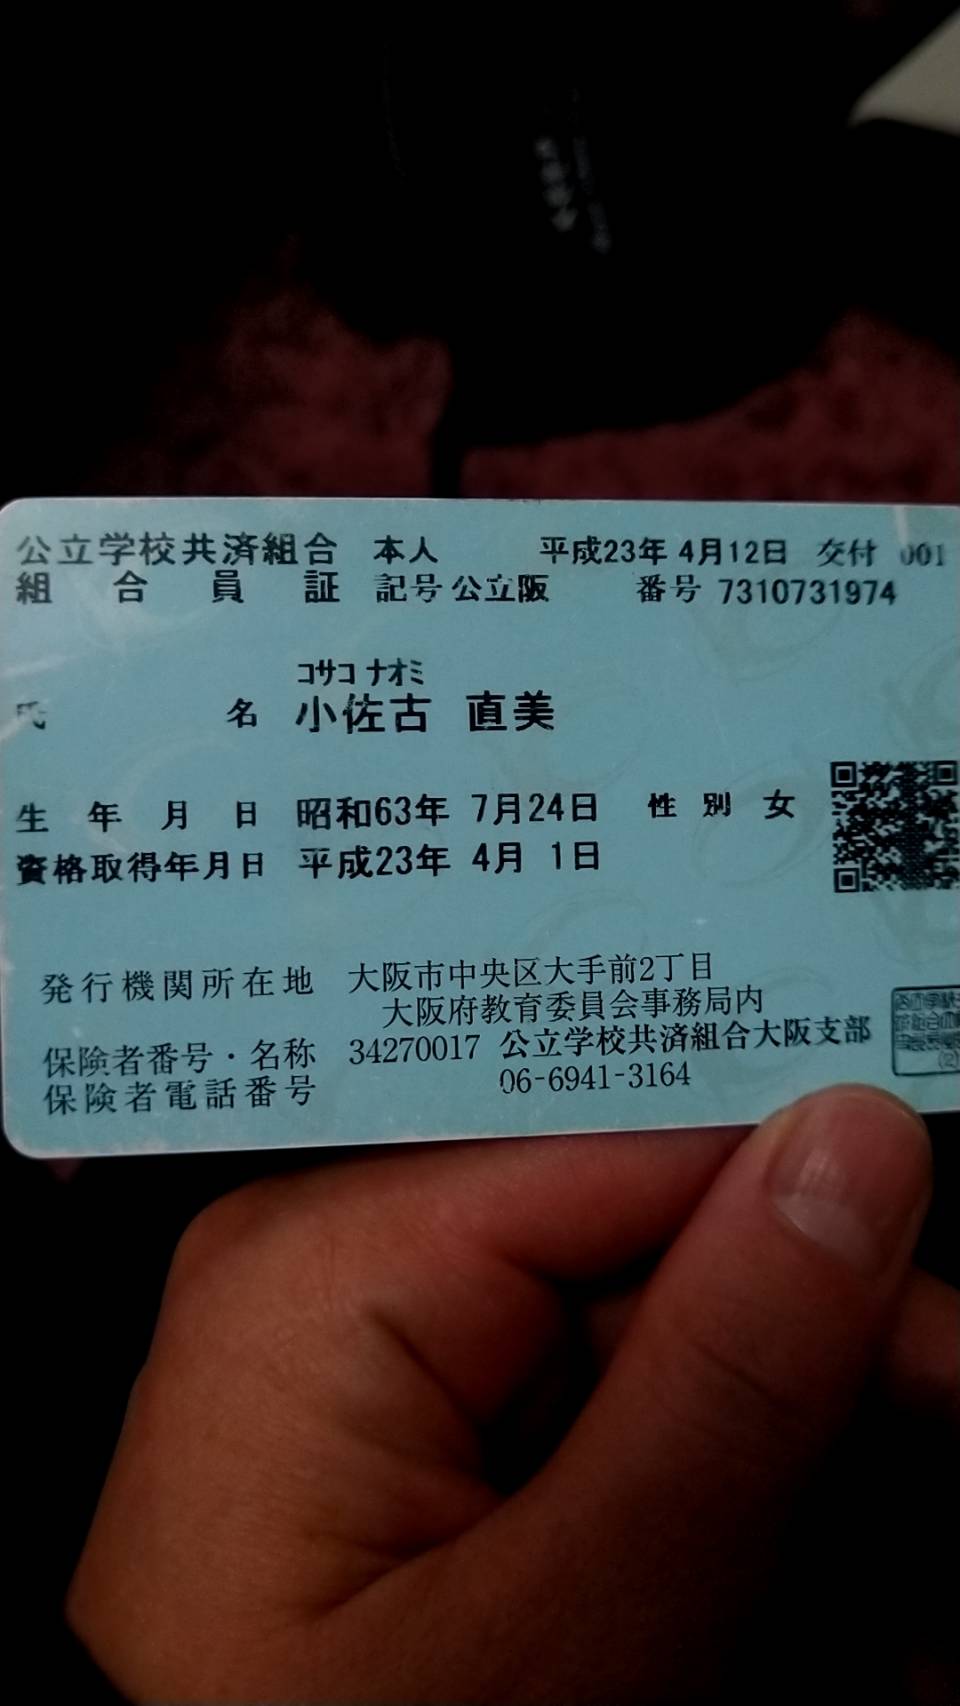 公立学校共済組合 本人 平成23年 4月12日 交付 001
組合員証 記号 公立阪 番号 7310731974
コサコ ナオミ
氏名 小佐古 直美
生年月日 昭和63年 7月24日 性別 女
資格取得年月日 平成23年 4月 1日
発行機関所在地 大阪市中央区大手前2丁目
大阪府教育委員会事務局内
保険者番号・名称 34270017 公立学校共済組合大阪支部
保険者電話番号 06-6941-3164